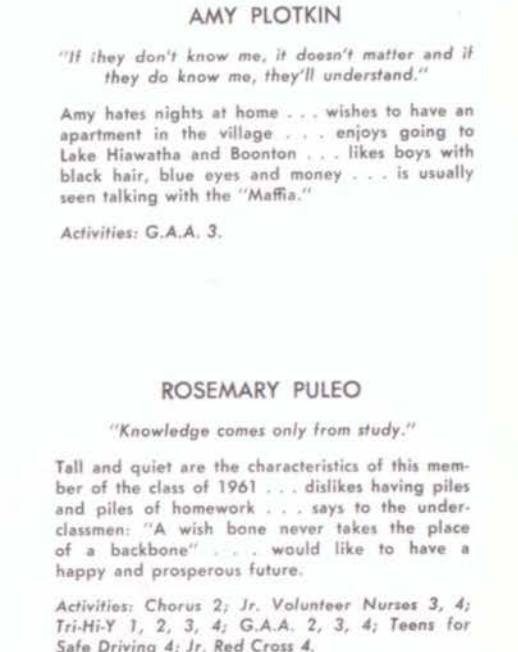 AMY PLOTKIN
"If they don't know me, it doesn't matter and if
they do know me, they'll understand."
Amy hates nights at home . . . wishes to have an
apartment in the village . . . enjoys going to
Lake Hiawatha and Boonton . . . likes boys with
black hair, blue eyes and money . . . is usually
seen talking with the "Maffia."
Activities: G.A.A. 3.
ROSEMARY PULEO
"Knowledge comes only from study."
Tall and quiet are the characteristics of this mem-
ber of the class of 1961 . . . dislikes having piles
and piles of homework . . . says to the under-
classmen: "A wish bone never takes the place
of a backbone" . . . would like to have a
happy and prosperous future.
Activities: Chorus 2; Jr. Volunteer Nurses 3, 4;
Tri-Hi-Y 1, 2, 3, 4; G.A.A. 2, 3, 4; Teens for
Safe Driving 4; Jr. Red Cross 4.